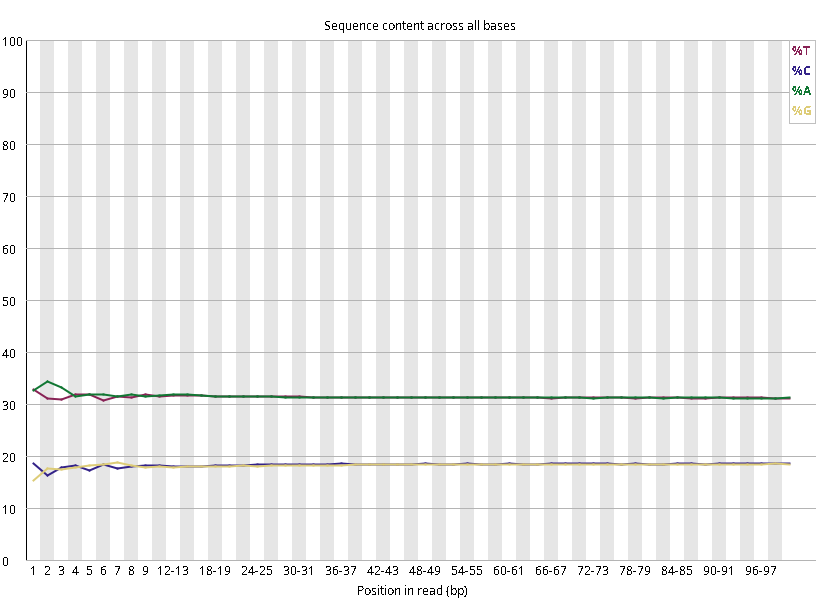 Sequence content across all bases
100
90
80
70
60
50
40
30
20
10
0
%T
%C
%A
%G
1 2 3 4 5 6 7 8 9 12-13 18-19 24-25 30-31 36-37 42-43 48-49 54-55 60-61 66-67 72-73 78-79 84-85 90-91 96-97
Position in read (bp)